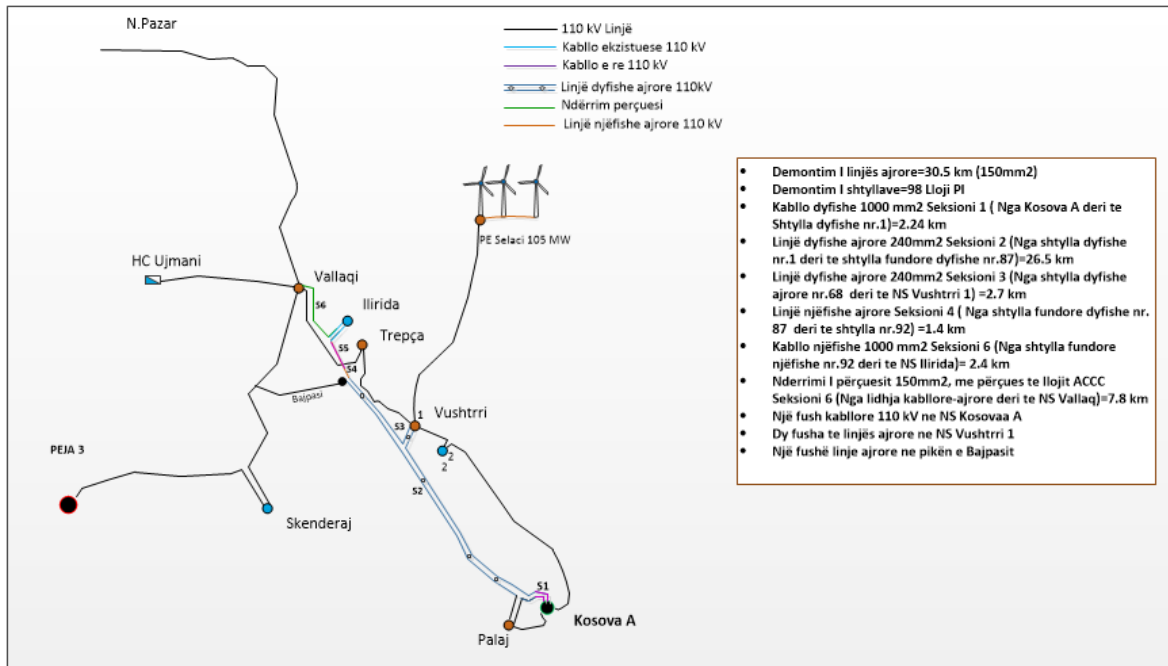 N.Pazar
110 kV Linjë
Kabllo ekzistuese 110 kV
Kabllo e re 110 kV
Linjë dyfishe ajrore 110kV
Ndërrim perçuesi
Linjë njëfishe ajrore 110 kV
PE Selaci 105 MW
HC Ujmani
Vallaqi
S6
Ilirida
Trepça
S5
S4
Bajpasi
Vushtrri
1
S3
2
2
S2
PEJA 3
Skenderaj
S1
Kosova A
Palaj
• Demontim I linjës ajrore=30.5 km (150mm2)
• Demontim I shtyllave=98 Lloji PI
• Kabllo dyfishe 1000 mm2 Seksioni 1 ( Nga Kosova A deri te
Shtylla dyfishe nr.1)=2.24 km
• Linjë dyfishe ajrore 240mm2 Seksioni 2 (Nga shtylla dyfishe
nr.1 deri te shtylla fundore dyfishe nr.87)=26.5 km
• Linjë dyfishe ajrore 240mm2 Seksioni 3 (Nga shtylla dyfishe
ajrore nr.68 deri te NS Vushtrri 1) =2.7 km
• Linjë njëfishe ajrore Seksioni 4 ( Nga shtylla fundore dyfishe nr.
87 deri te shtylla nr.92) =1.4 km
• Kabllo njëfishe 1000 mm2 Seksioni 6 (Nga shtylla fundore
njëfishe nr.92 deri te NS Ilirida)= 2.4 km
• Nderrimi I përçuesit 150mm2, me përçues te llojit ACCC
Seksioni 6 (Nga lidhja kabllore-ajrore deri te NS Vallaq)=7.8 km
• Një fush kabllore 110 kV ne NS Kosovaa A
• Dy fusha te linjës ajrore ne NS Vushtrri 1
• Një fushë linje ajrore ne pikën e Bajpasit